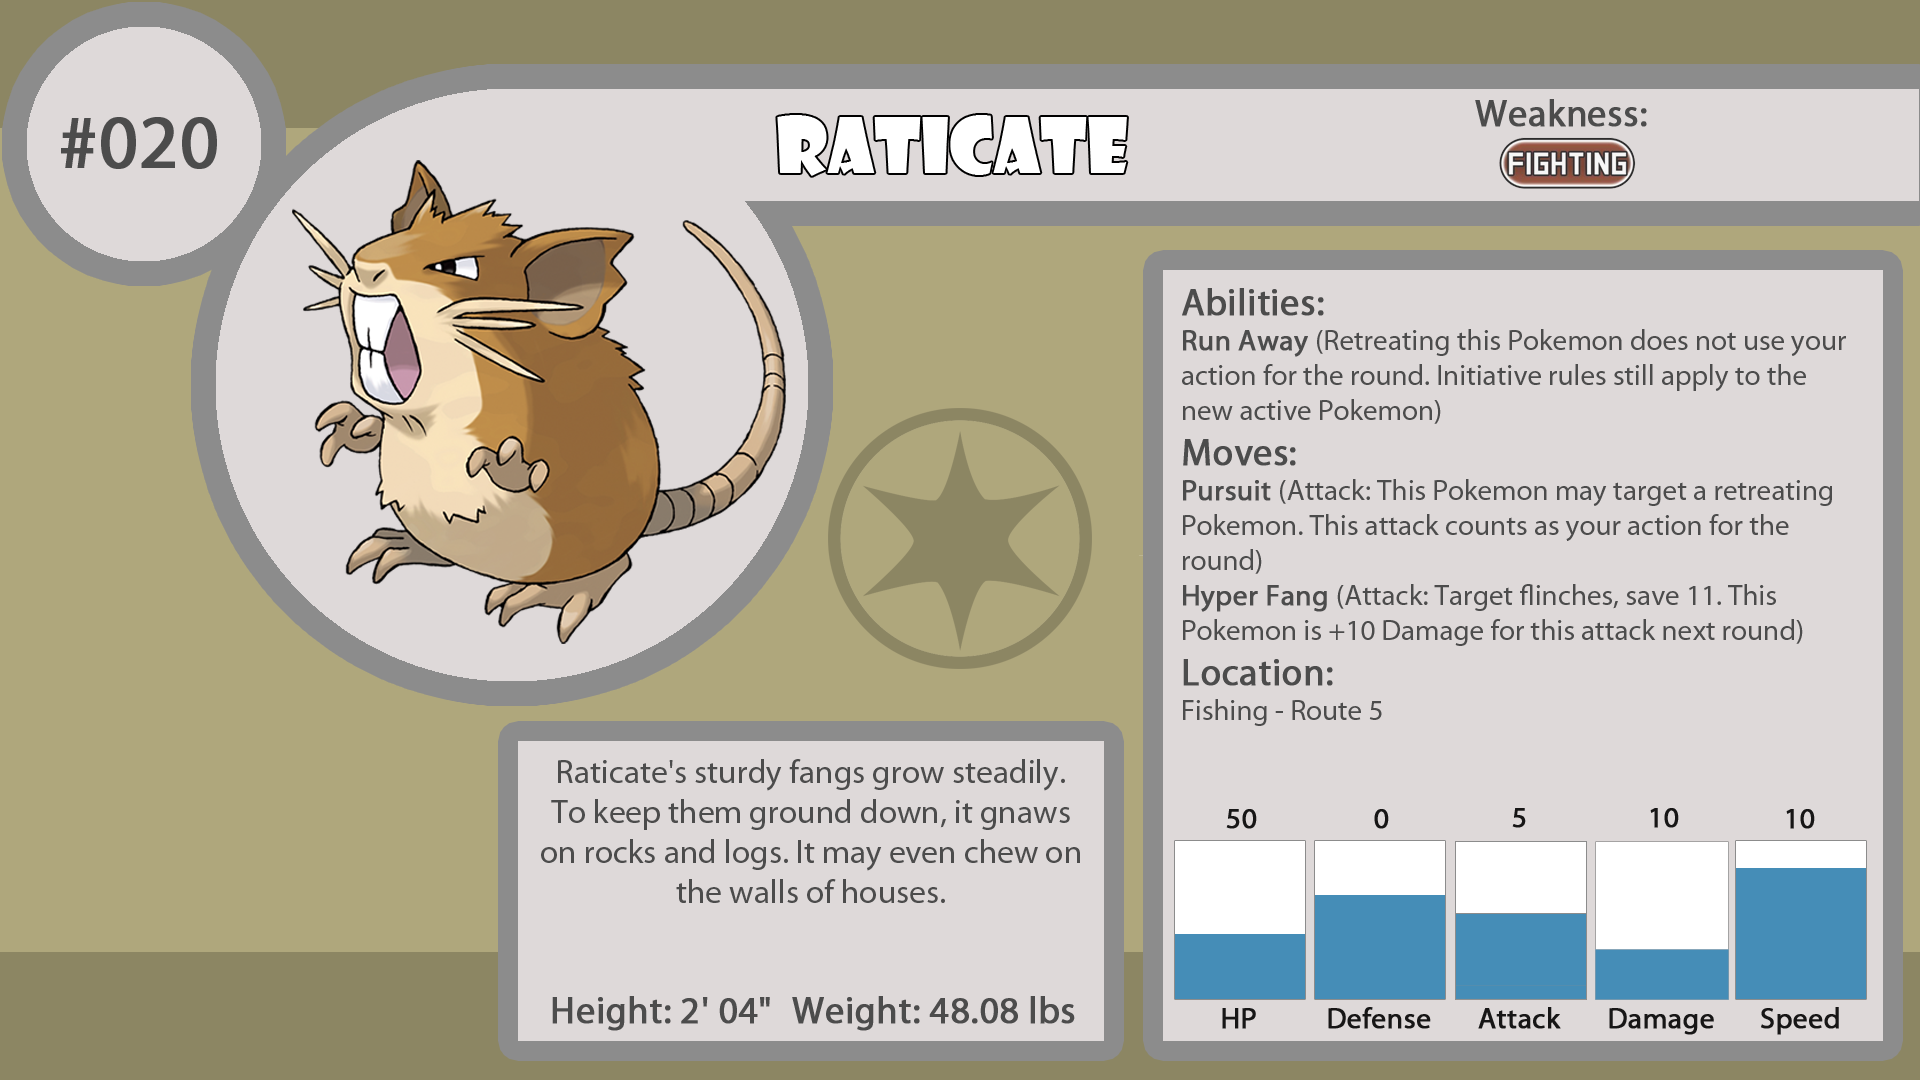 #020
RATICATE
Weakness:
FIGHTING
Abilities:
Run Away (Retreating this Pokemon does not use your
action for the round. Initiative rules still apply to the
new active Pokemon)
Moves:
Pursuit (Attack: This Pokemon may target a retreating
Pokemon. This attack counts as your action for the
round)
Hyper Fang (Attack: Target flinches, save 11. This
Pokemon is +10 Damage for this attack next round)
Location:
Fishing - Route 5
Raticate's sturdy fangs grow steadily.
To keep them ground down, it gnaws
on rocks and logs. It may even chew on
the walls of houses.
Height: 2' 04" Weight: 48.08 lbs
50 0 5 10 10
HP Defense Attack Damage Speed